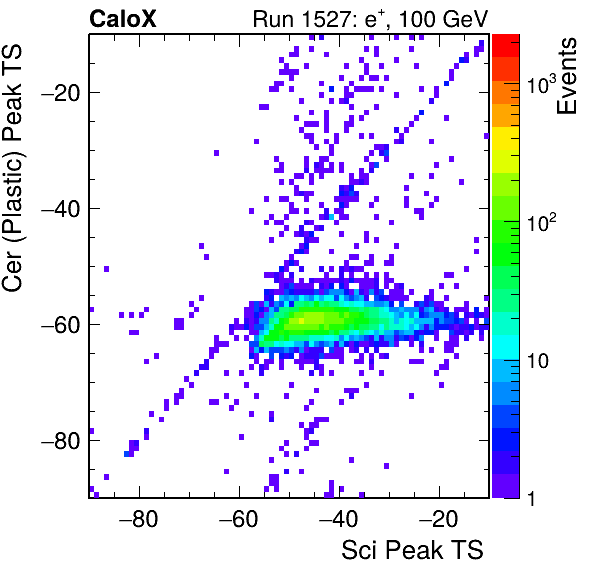 CaloX Run 1527: e⁺, 100 GeV
Cer (Plastic) Peak TS
Events
−20
−40
−60
−80
10³
10²
10
1
−80 −60 −40 −20
Sci Peak TS